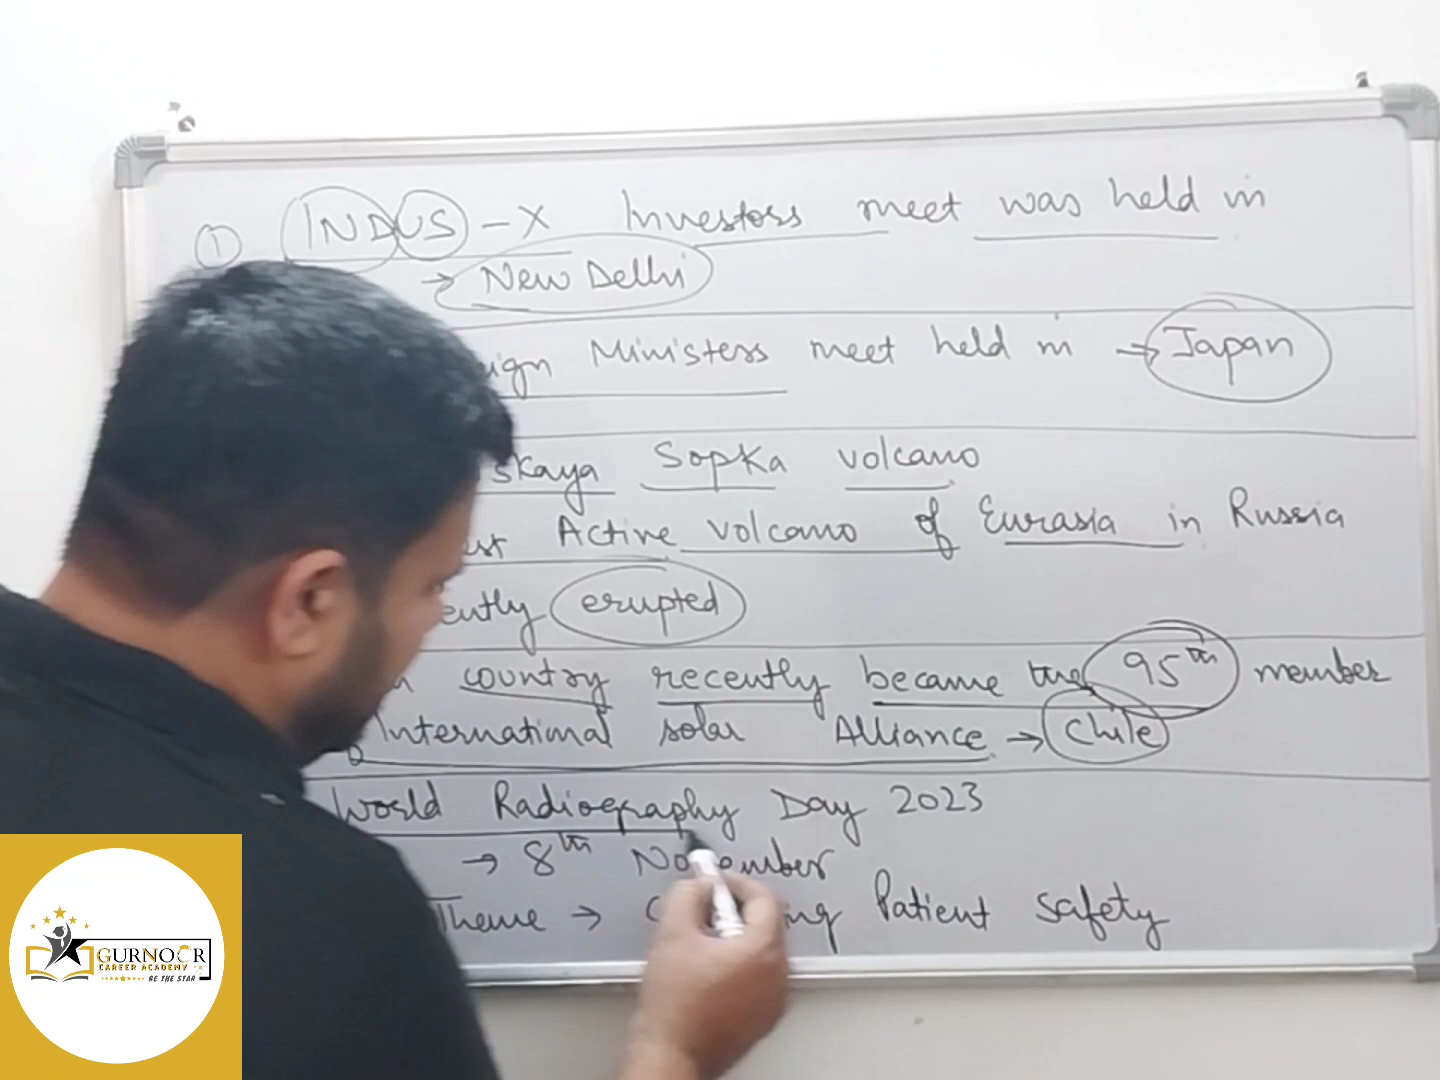 ① INDUS-X Investors meet was held in
→ New Delhi
Ministers meet held in → Japan
Sopka volcano
Active volcano of Eurasia in Russia
erupted
country recently became the 95th member
International solar Alliance → Chile
World Radiography Day 2023
→ 8th November
Theme → Patient safety
GURNOOR
CAREER ACADEMY
BE THE STAR